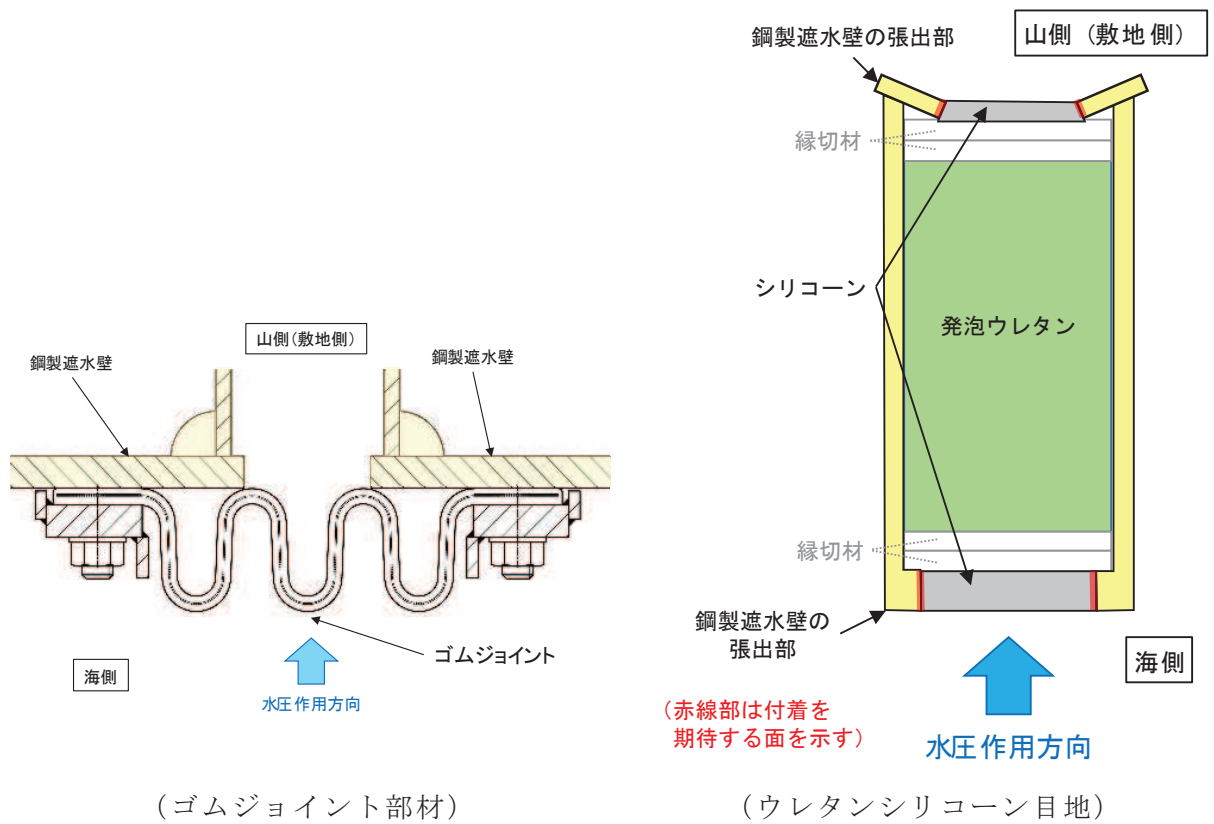 山側(敷地側)
鋼製遮水壁
鋼製遮水壁
ゴムジョイント
海側
水圧作用方向
(ゴムジョイント部材)
鋼製遮水壁の張出部
山側（敷地側）
縁切材
シリコーン
発泡ウレタン
縁切材
鋼製遮水壁の
張出部
海側
（赤線部は付着を
期待する面を示す）
水圧作用方向
(ウレタンシリコーン目地)